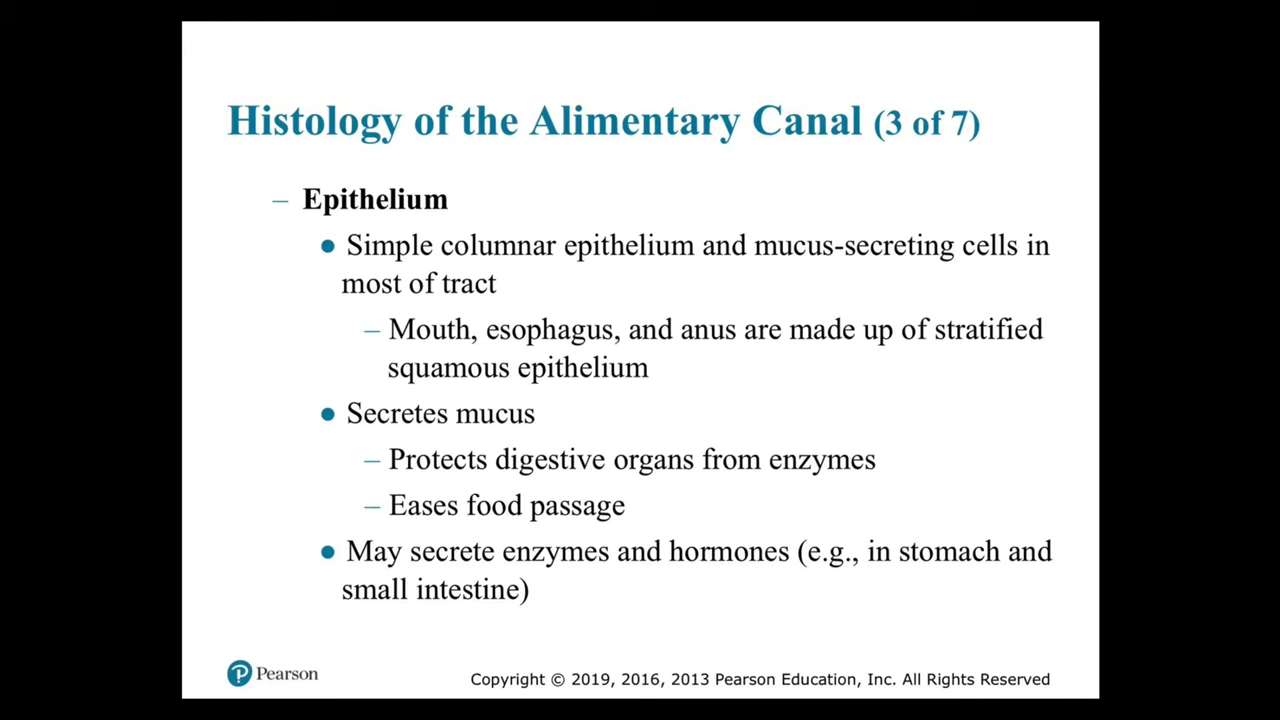 Histology of the Alimentary Canal (3 of 7)
– Epithelium
● Simple columnar epithelium and mucus-secreting cells in
most of tract
– Mouth, esophagus, and anus are made up of stratified
squamous epithelium
● Secretes mucus
– Protects digestive organs from enzymes
– Eases food passage
● May secrete enzymes and hormones (e.g., in stomach and
small intestine)
P Pearson
Copyright © 2019, 2016, 2013 Pearson Education, Inc. All Rights Reserved